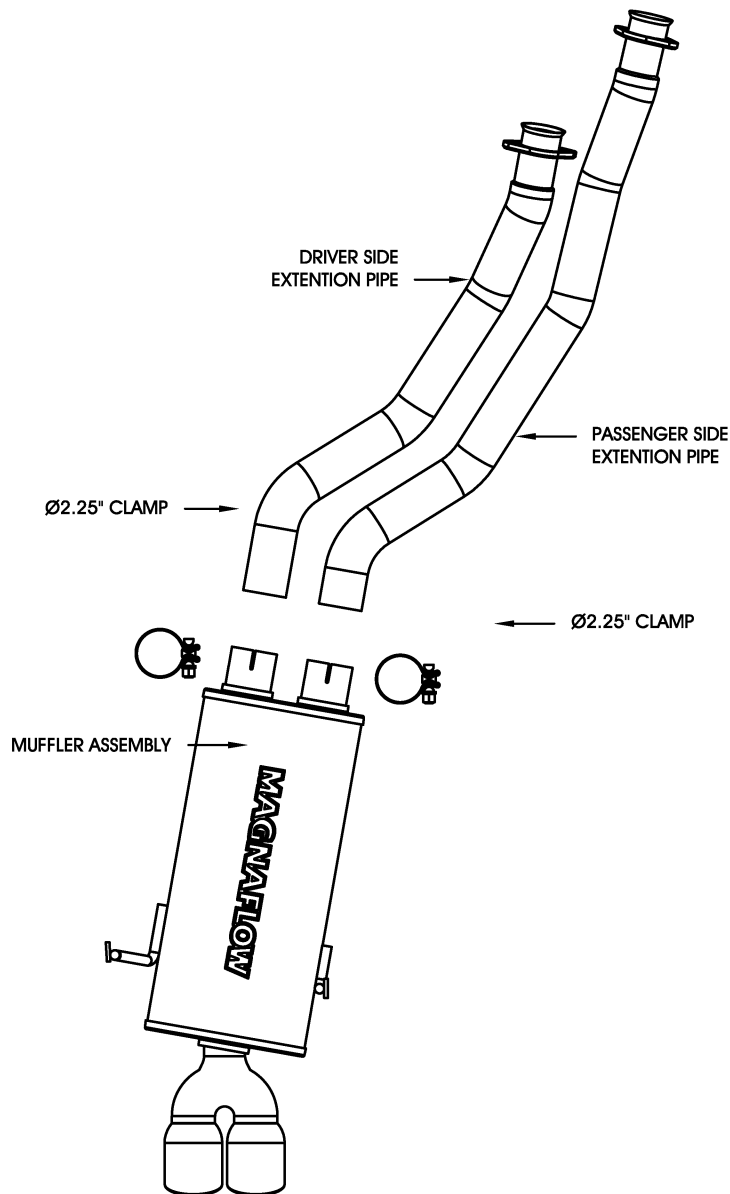 DRIVER SIDE
EXTENTION PIPE
PASSENGER SIDE
EXTENTION PIPE
Ø2.25" CLAMP
Ø2.25" CLAMP
MUFFLER ASSEMBLY
MAGNAFLOW